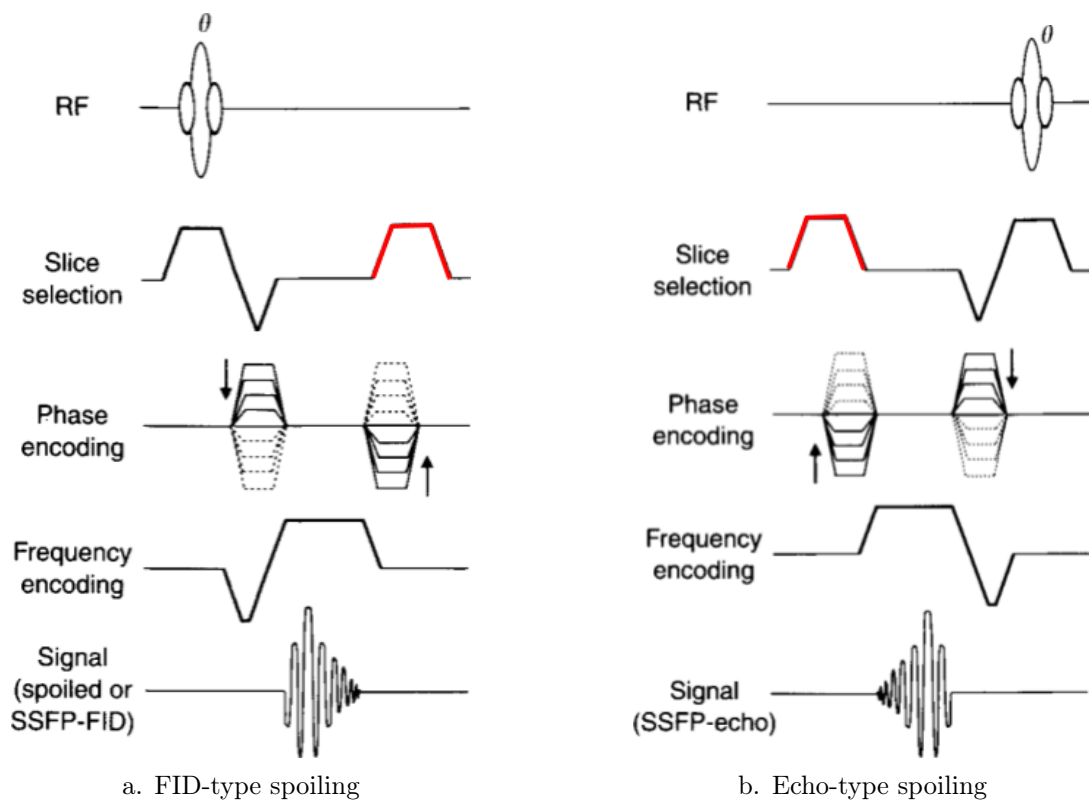 θ
RF
Slice
selection
Phase
encoding
Frequency
encoding
Signal
(spoiled or
SSFP-FID)
a. FID-type spoiling
θ
RF
Slice
selection
Phase
encoding
Frequency
encoding
Signal
(SSFP-echo)
b. Echo-type spoiling